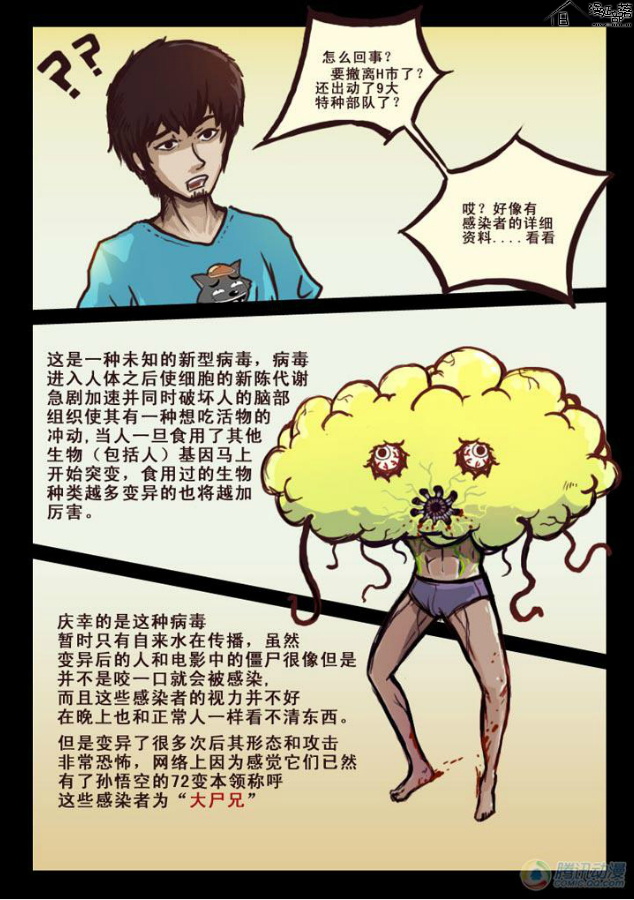 漫画部落
??
怎么回事？
要撤离H市了？
还出动了9大
特种部队了？
哎？好像有
感染者的详细
资料....看看
这是一种未知的新型病毒，病毒
进入人体之后使细胞的新陈代谢
急剧加速并同时破坏人的脑部
组织使其有一种想吃活物的
冲动,当人一旦食用了其他
生物（包括人）基因马上
开始突变，食用过的生物
种类越多变异的也将越加
厉害。
庆幸的是这种病毒
暂时只有自来水在传播，虽然
变异后的人和电影中的僵尸很像但是
并不是咬一口就会被感染，
而且这些感染者的视力并不好
在晚上也和正常人一样看不清东西。
但是变异了很多次后其形态和攻击
非常恐怖，网络上因为感觉它们已然
有了孙悟空的72变本领称呼
这些感染者为“大尸兄”
腾讯动漫
COMIC.QQ.COM